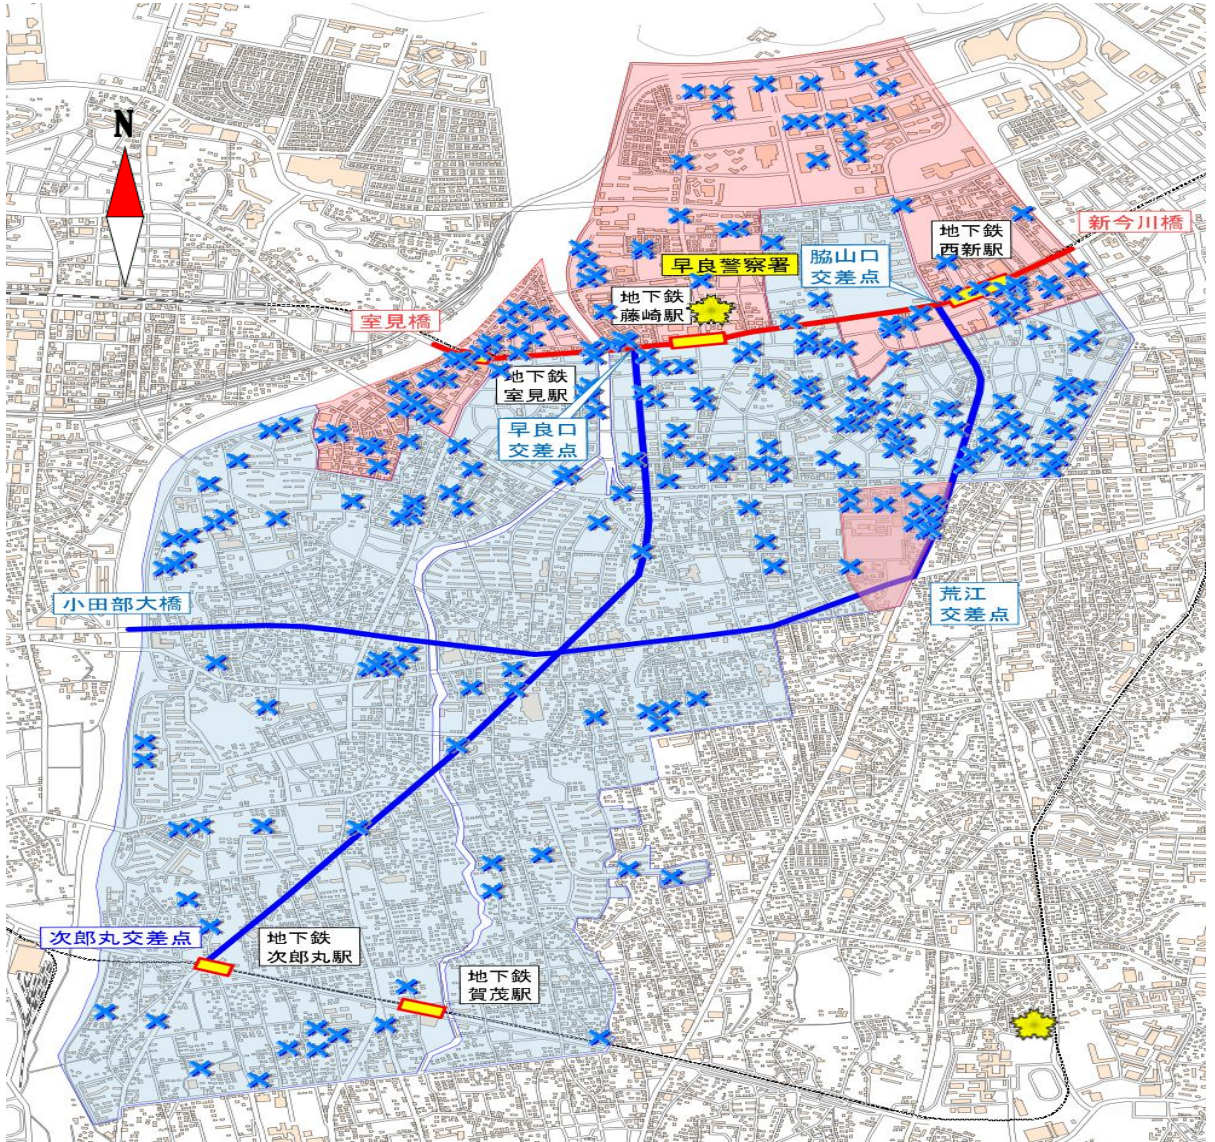 N
新今川橋
地下鉄
西新駅
脇山口
交差点
早良警察署
地下鉄
藤崎駅
室見橋
地下鉄
室見駅
早良口
交差点
小田部大橋
荒江
交差点
次郎丸交差点
地下鉄
次郎丸駅
地下鉄
賀茂駅